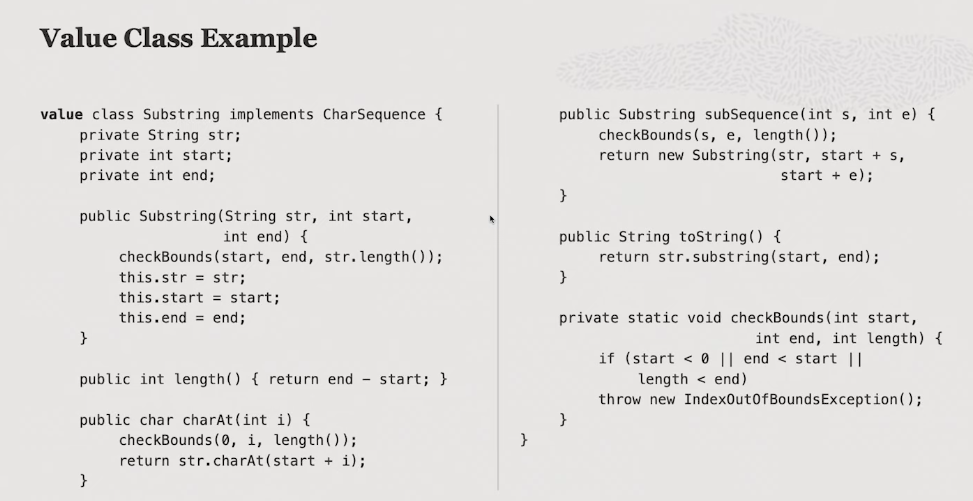 Value Class Example
value class Substring implements CharSequence {
    private String str;
    private int start;
    private int end;
    public Substring(String str, int start,
                     int end) {
        checkBounds(start, end, str.length());
        this.str = str;
        this.start = start;
        this.end = end;
    }
    public int length() { return end – start; }
    public char charAt(int i) {
        checkBounds(0, i, length());
        return str.charAt(start + i);
    }
    public Substring subSequence(int s, int e) {
        checkBounds(s, e, length());
        return new Substring(str, start + s,
                             start + e);
    }
    public String toString() {
        return str.substring(start, end);
    }
    private static void checkBounds(int start,
                        int end, int length) {
        if (start < 0 || end < start ||
            length < end)
        throw new IndexOutOfBoundsException();
    }
}